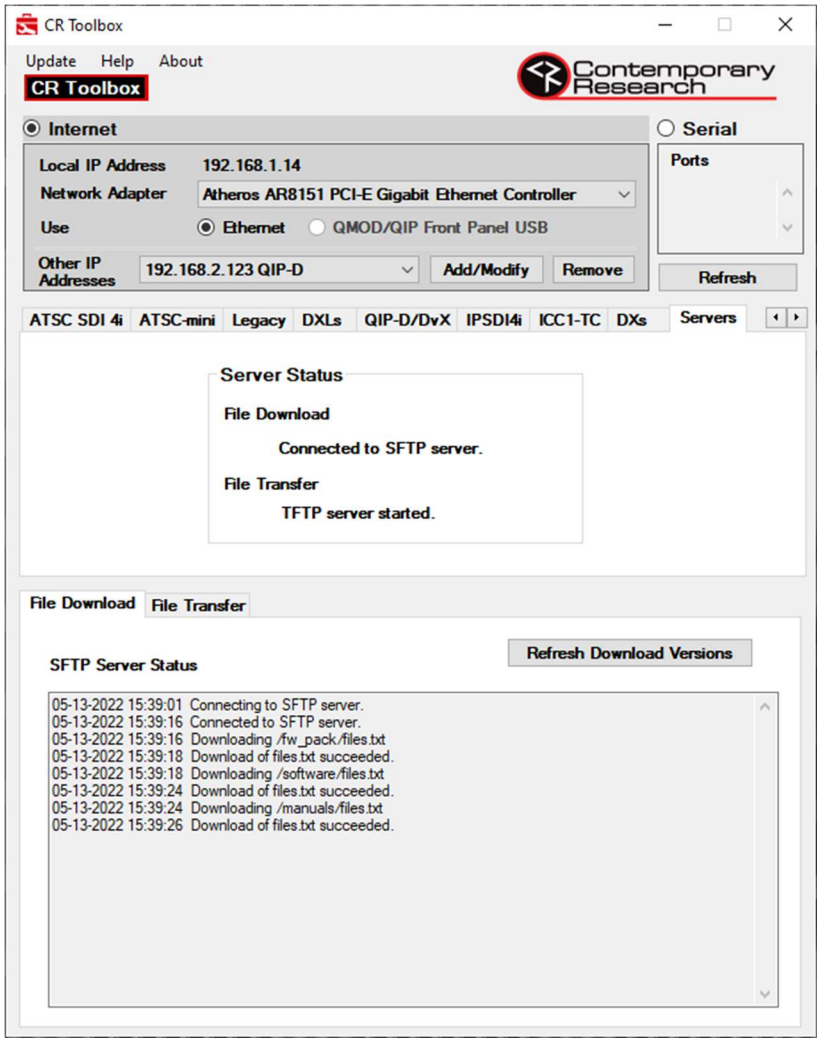 CR Toolbox
Update Help About
CR Toolbox
Contemporary
Research
Internet
Serial
Local IP Address 192.168.1.14
Ports
Network Adapter Atheros AR8151 PCI-E Gigabit Ethernet Controller
Use Ethernet QMOD/QIP Front Panel USB
Other IP
Addresses
192.168.2.123 QIP-D Add/Modify Remove
Refresh
ATSC SDI 4i ATSC-mini Legacy DXLs QIP-D/DvX IPSDI4i ICC1-TC DXs Servers
Server Status
File Download
Connected to SFTP server.
File Transfer
TFTP server started.
File Download File Transfer
Refresh Download Versions
SFTP Server Status
05-13-2022 15:39:01 Connecting to SFTP server.
05-13-2022 15:39:16 Connected to SFTP server.
05-13-2022 15:39:16 Downloading /fw_pack/files.txt
05-13-2022 15:39:18 Download of files.txt succeeded.
05-13-2022 15:39:18 Downloading /software/files.txt
05-13-2022 15:39:24 Download of files.txt succeeded.
05-13-2022 15:39:24 Downloading /manuals/files.txt
05-13-2022 15:39:26 Download of files.txt succeeded.